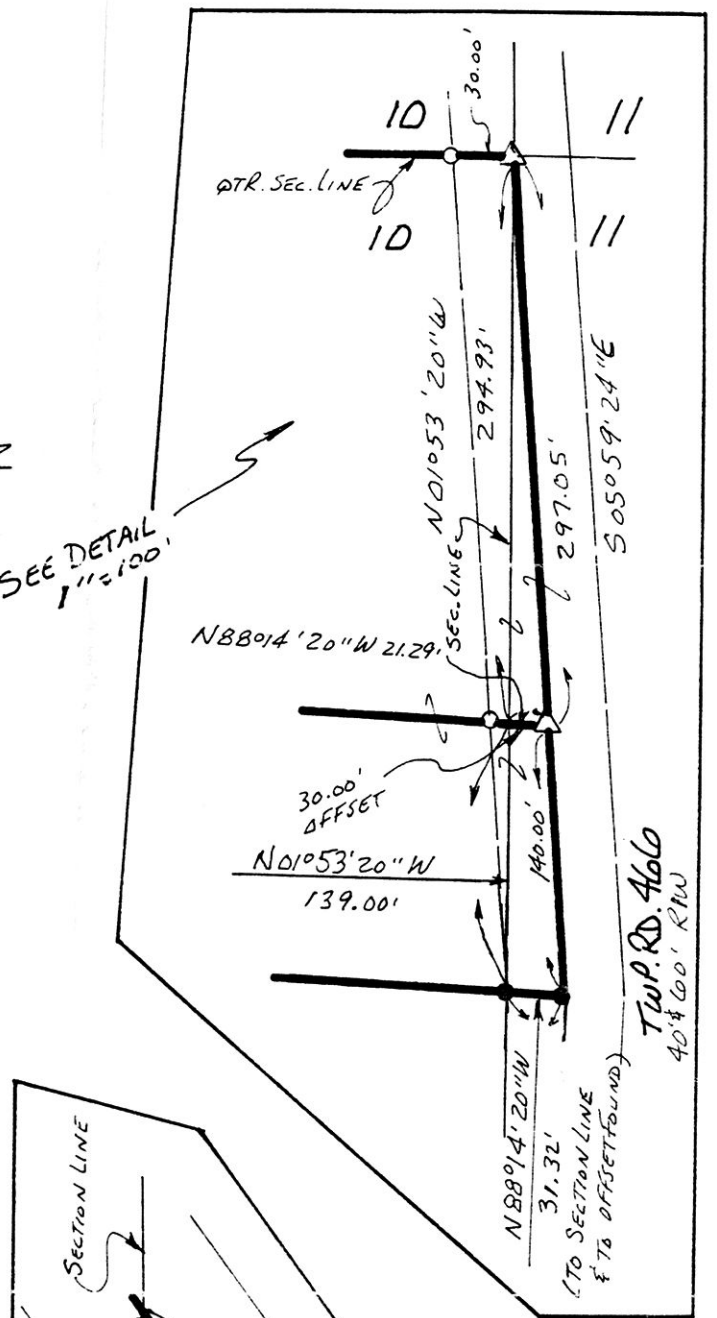 10
30.00'
11
QTR. SEC. LINE
10
11
N01°53'20"W
294.93'
SEC. LINE
297.05'
S05°59'24"E
SEE DETAIL
1"=100'
N88°14'20"W 21.29'
30.00'
OFFSET
N01°53'20"W
139.00'
140.00'
TWP. RD. 466
40' & 60' R/W
N88°14'20"W
31.32'
(TO SECTION LINE
& TO OFFSET FOUND)
SECTION LINE